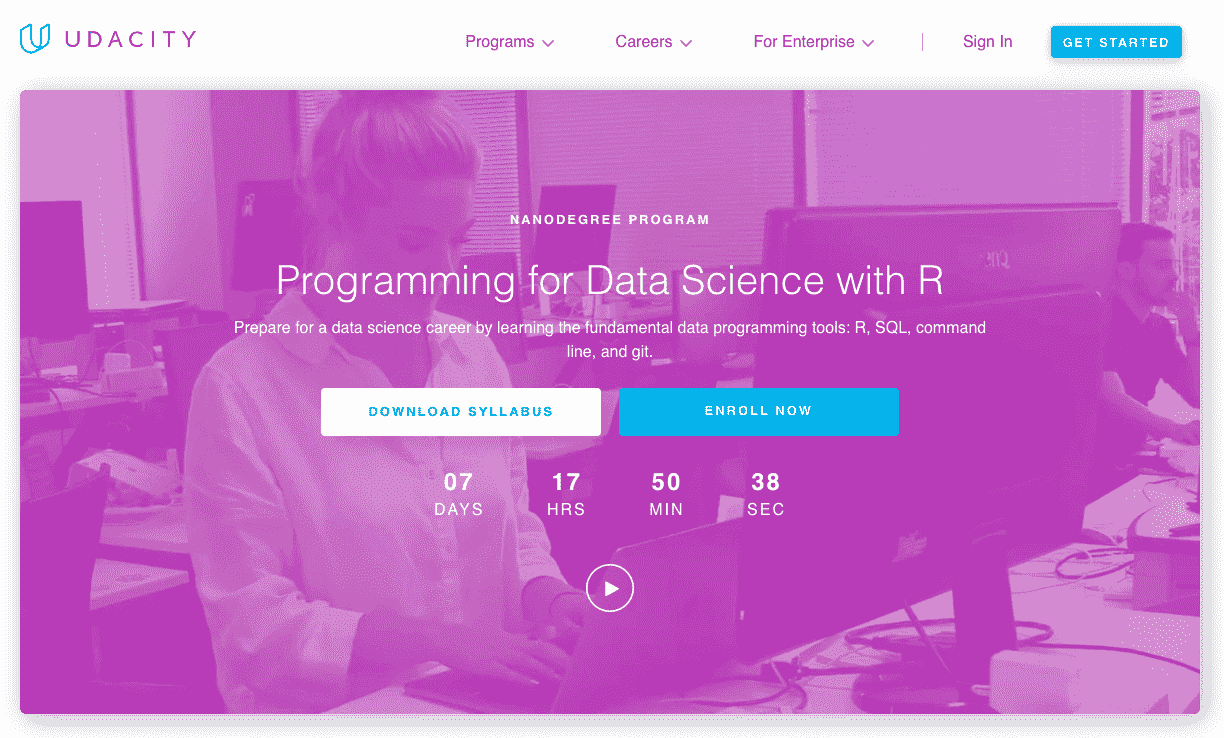 UDACITY
Programs
Careers
For Enterprise
Sign In
GET STARTED
NANODEGREE PROGRAM
Programming for Data Science with R
Prepare for a data science career by learning the fundamental data programming tools: R, SQL, command
line, and git.
DOWNLOAD SYLLABUS
ENROLL NOW
07 17 50 38
DAYS HRS MIN SEC
BenQ